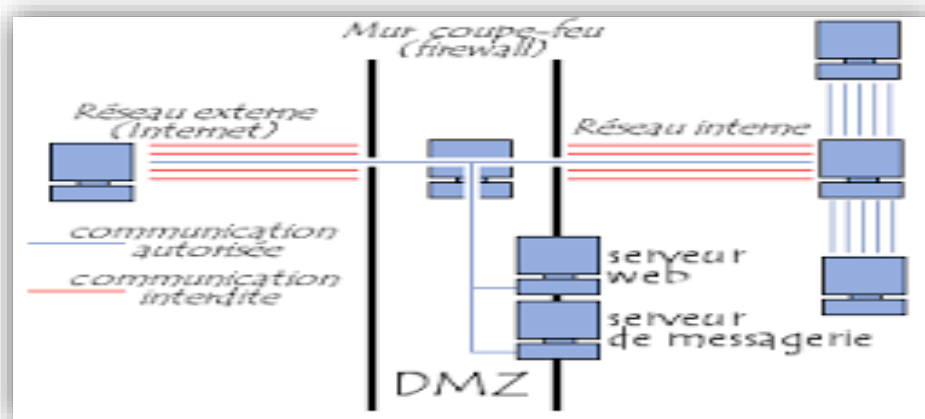 Mur coupe-feu
(firewall)
Réseau externe
(Internet)
Réseau interne
communication
autorisée
communication
interdite
serveur
web
serveur
de messagerie
DMZ